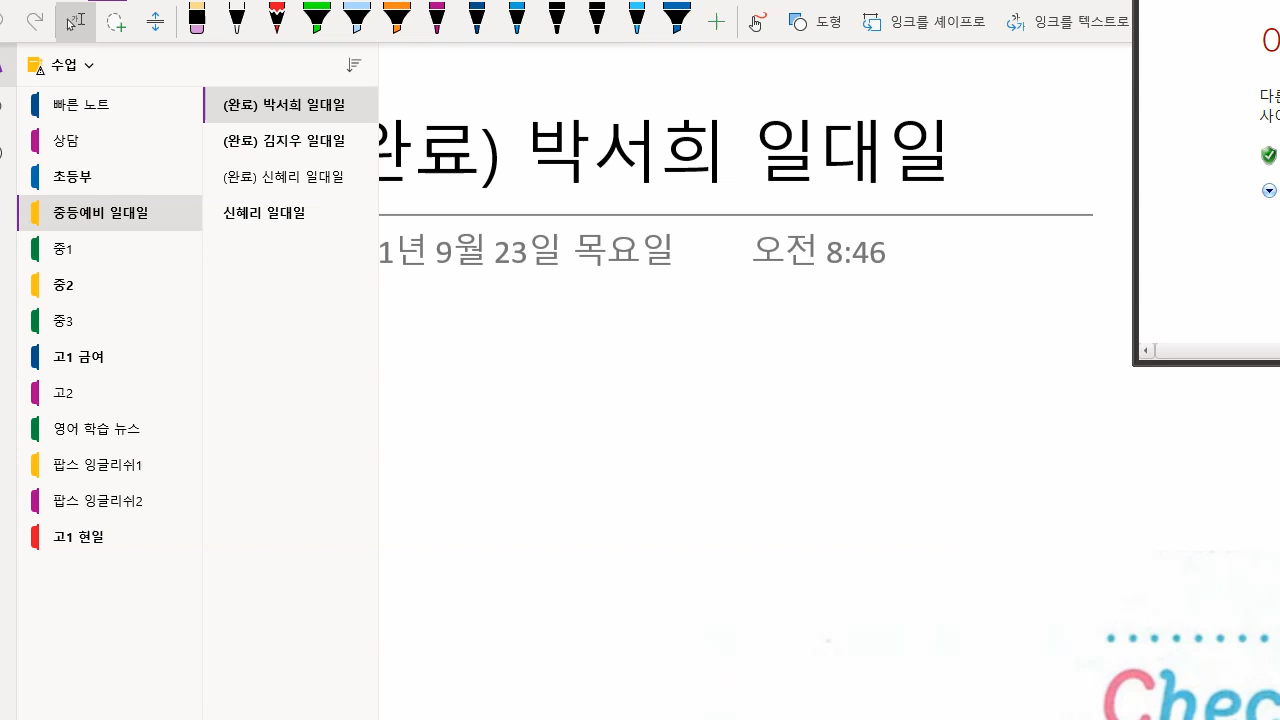 도형
잉크를 셰이프로
잉크를 텍스트로
수업
빠른 노트
상담
초등부
중등예비 일대일
중1
중2
중3
고1 금여
고2
영어 학습 뉴스
팝스 잉글리쉬1
팝스 잉글리쉬2
고1 현일
(완료) 박서희 일대일
(완료) 김지우 일대일
(완료) 신혜리 일대일
신혜리 일대일
완료) 박서희 일대일
1년 9월 23일 목요일 오전 8:46
다른
사이
Chec